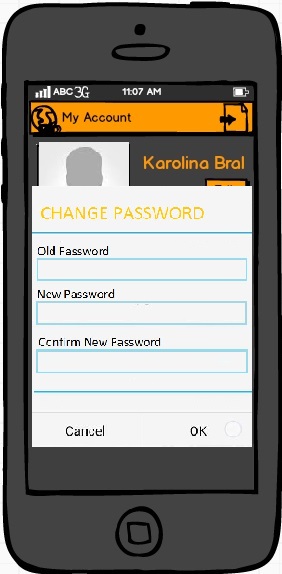 ABC 3G 11:07 AM
My Account
Karolina Bral
CHANGE PASSWORD
Old Password
New Password
Confirm New Password
Cancel OK